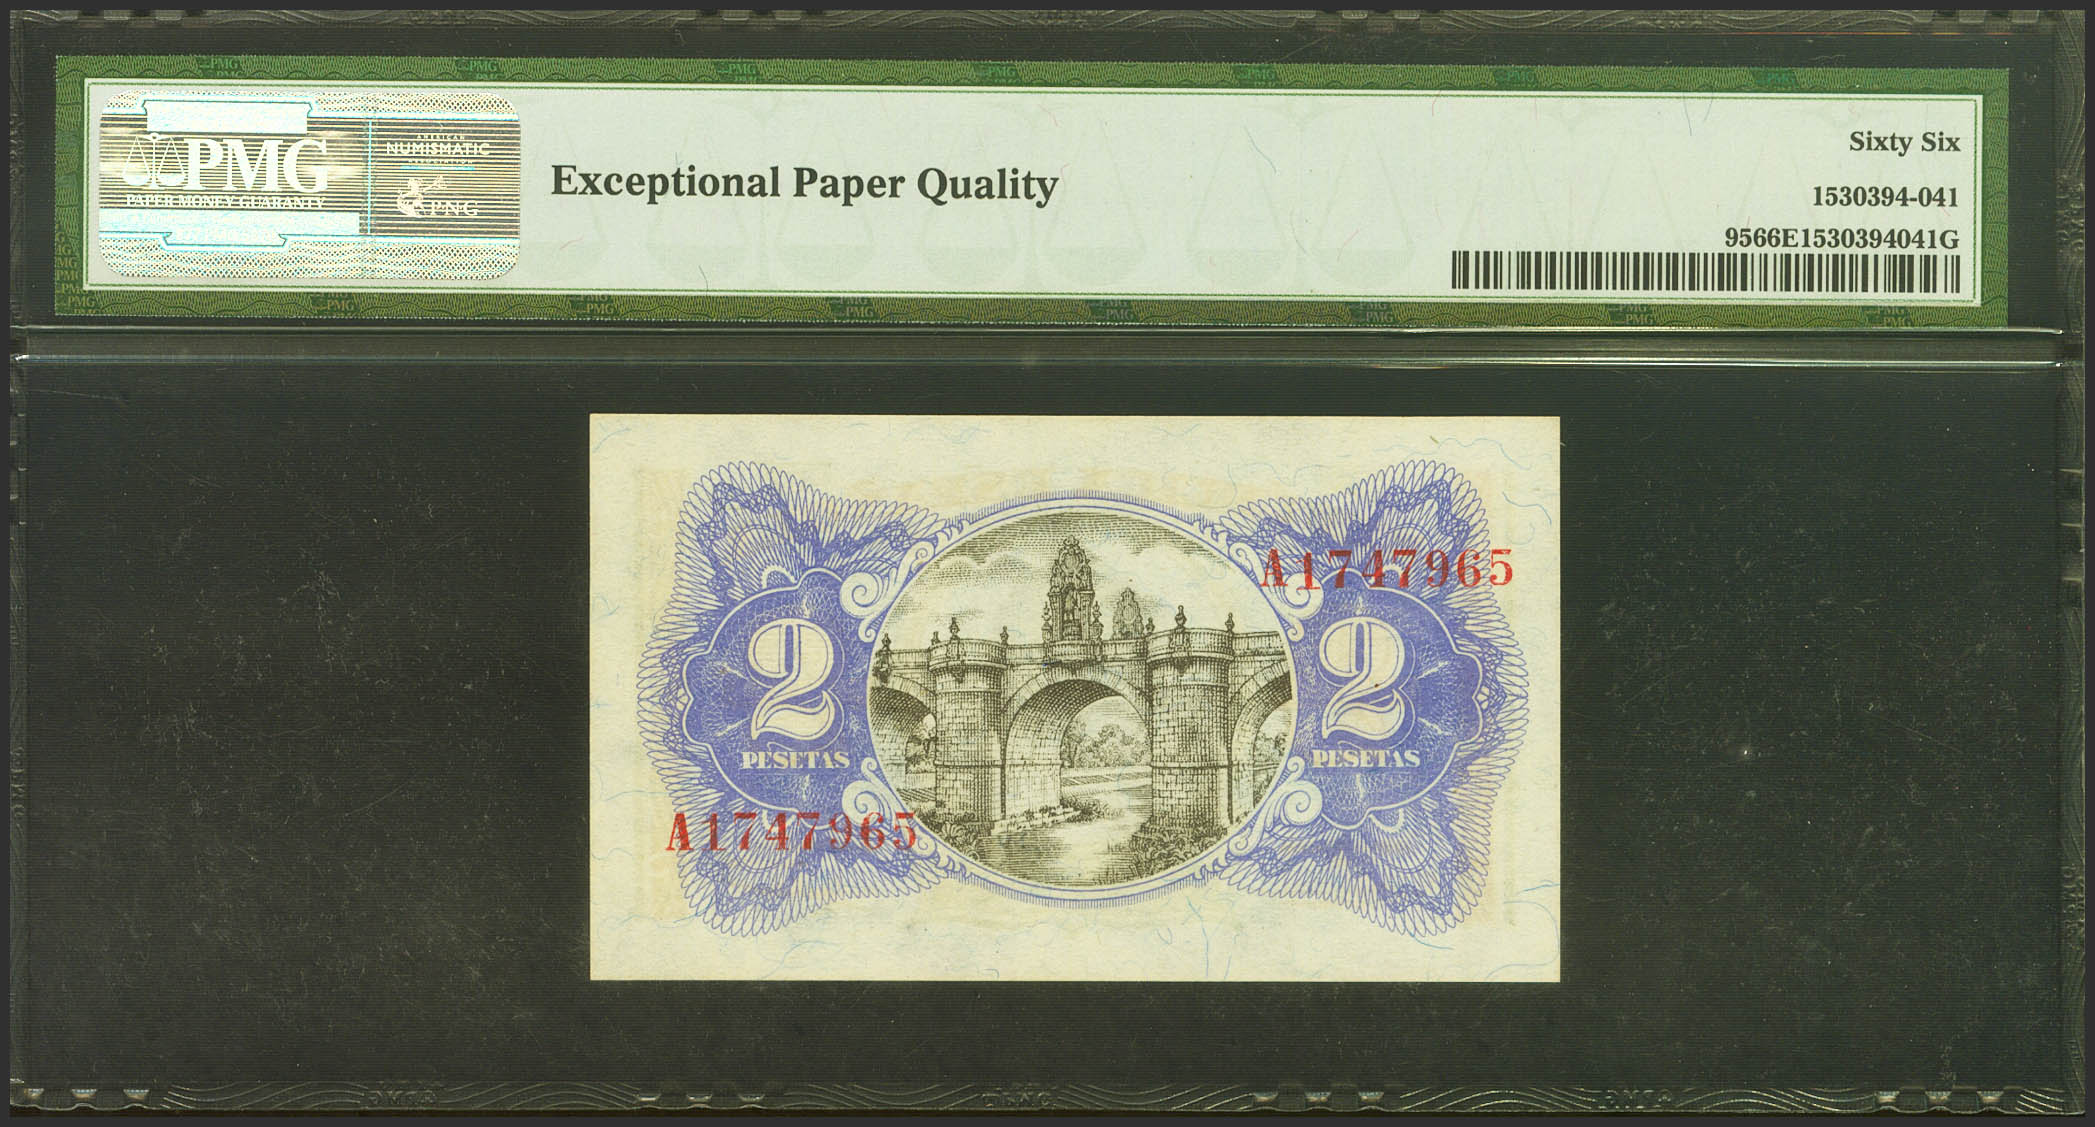 PMG
PAPER MONEY GUARANTY
AMERICAN
NUMISMATIC
ASSOCIATION
PNG
Exceptional Paper Quality
Sixty Six
1530394-041
9566E1530394041G
A1747965
2
PESETAS
2
PESETAS
A1747965